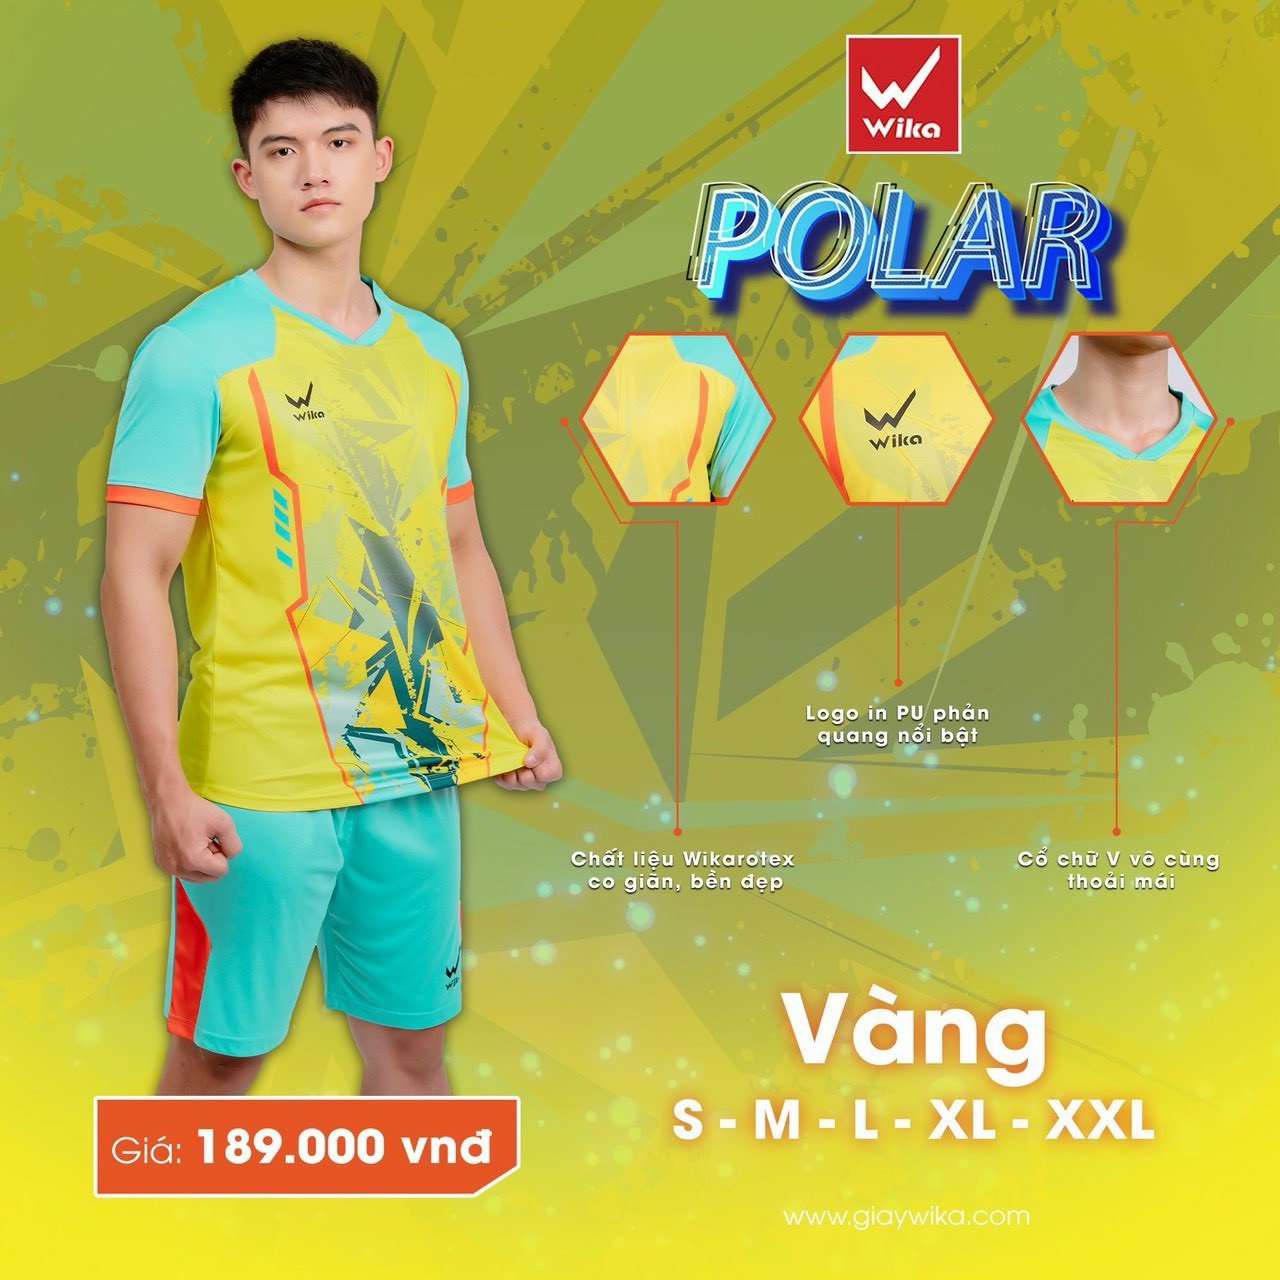 Wika
POLAR
Wika
Wika
Logo in PU phản
quang nổi bật
Chất liệu Wikarotex
co giãn, bền đẹp
Cổ chữ V vô cùng
thoải mái
Wika
Vàng
S - M - L - XL - XXL
Giá: 189.000 vnđ
www.giaywika.com